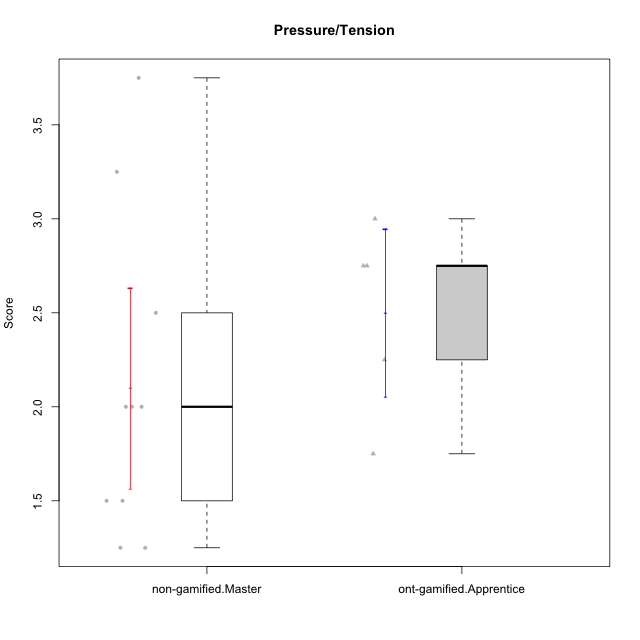 Pressure/Tension
Score
3.5
3.0
2.5
2.0
1.5
non-gamified.Master
ont-gamified.Apprentice